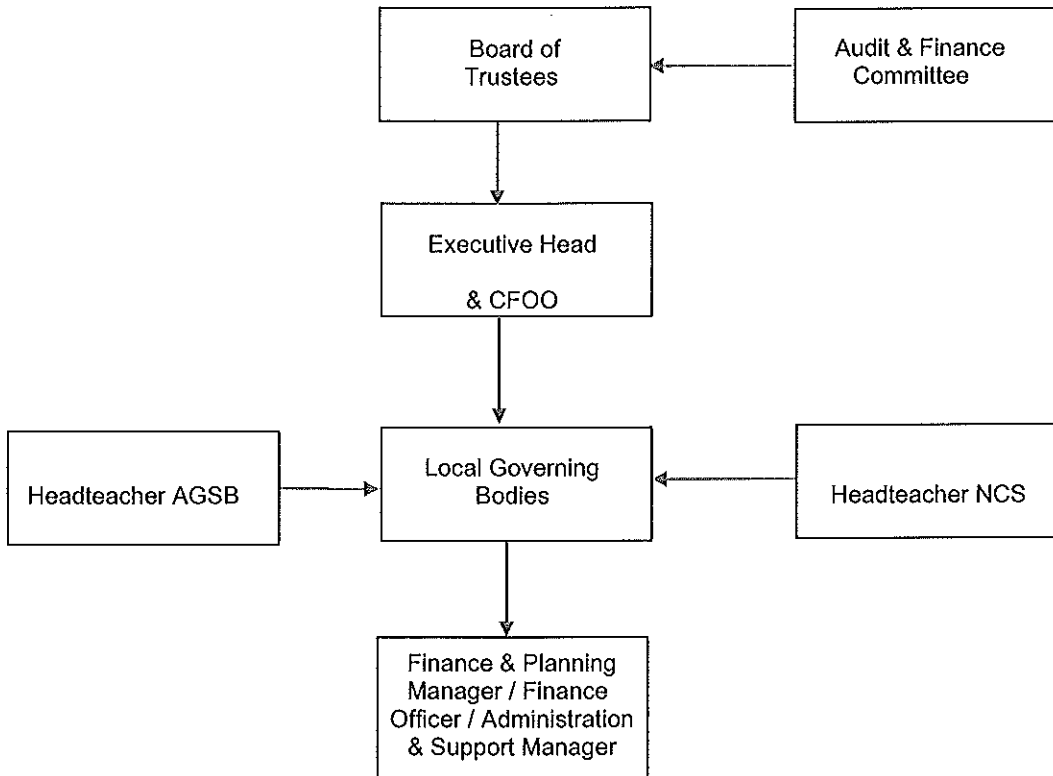 Board of
Trustees
Audit & Finance
Committee
Executive Head
& CFOO
Headteacher AGSB
Local Governing
Bodies
Headteacher NCS
Finance & Planning
Manager / Finance
Officer / Administration
& Support Manager